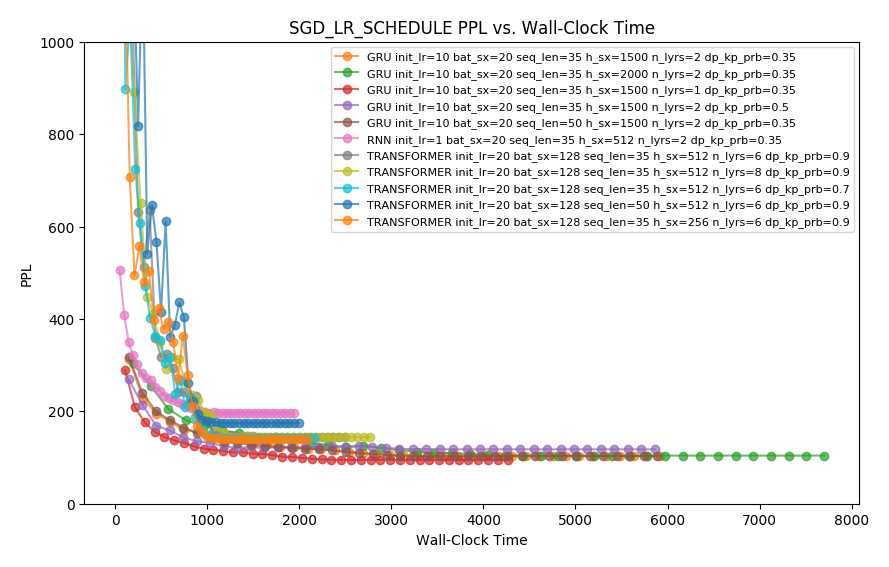 SGD_LR_SCHEDULE PPL vs. Wall-Clock Time
1000
800
600
400
200
0
PPL
GRU init_lr=10 bat_sx=20 seq_len=35 h_sx=1500 n_lyrs=2 dp_kp_prb=0.35
GRU init_lr=10 bat_sx=20 seq_len=35 h_sx=2000 n_lyrs=2 dp_kp_prb=0.35
GRU init_lr=10 bat_sx=20 seq_len=35 h_sx=1500 n_lyrs=1 dp_kp_prb=0.35
GRU init_lr=10 bat_sx=20 seq_len=35 h_sx=1500 n_lyrs=2 dp_kp_prb=0.5
GRU init_lr=10 bat_sx=20 seq_len=50 h_sx=1500 n_lyrs=2 dp_kp_prb=0.35
RNN init_lr=1 bat_sx=20 seq_len=35 h_sx=512 n_lyrs=2 dp_kp_prb=0.35
TRANSFORMER init_lr=20 bat_sx=128 seq_len=35 h_sx=512 n_lyrs=6 dp_kp_prb=0.9
TRANSFORMER init_lr=20 bat_sx=128 seq_len=35 h_sx=512 n_lyrs=8 dp_kp_prb=0.9
TRANSFORMER init_lr=20 bat_sx=128 seq_len=35 h_sx=512 n_lyrs=6 dp_kp_prb=0.7
TRANSFORMER init_lr=20 bat_sx=128 seq_len=50 h_sx=512 n_lyrs=6 dp_kp_prb=0.9
TRANSFORMER init_lr=20 bat_sx=128 seq_len=35 h_sx=256 n_lyrs=6 dp_kp_prb=0.9
0 1000 2000 3000 4000 5000 6000 7000 8000
Wall-Clock Time